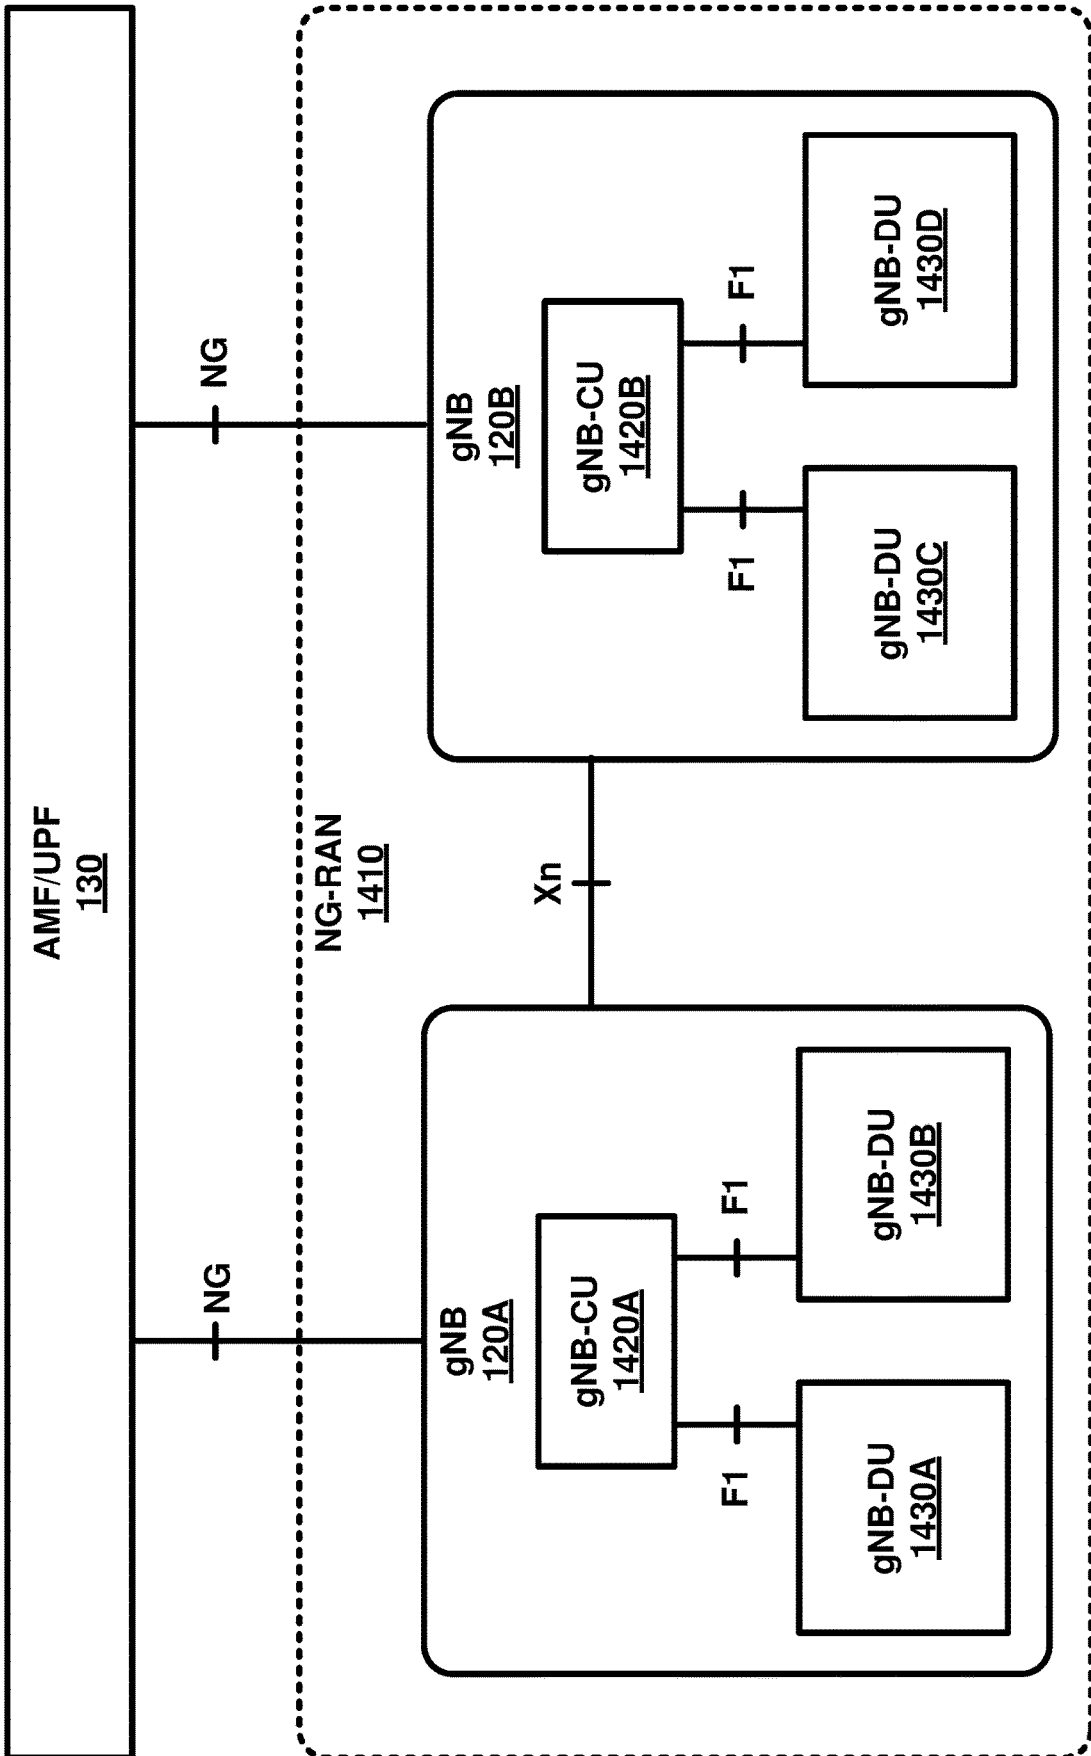 AMF/UPF
130
NG
NG
NG-RAN
1410
gNB
120A
gNB-CU
1420A
F1
F1
gNB-DU
1430A
gNB-DU
1430B
Xn
gNB
120B
gNB-CU
1420B
F1
F1
gNB-DU
1430C
gNB-DU
1430D